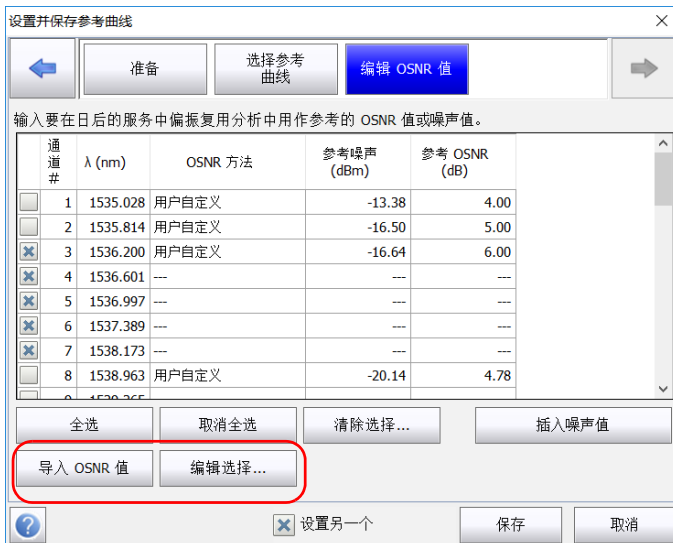 设置并保存参考曲线
准备
选择参考
曲线
编辑 OSNR 值
输入要在日后的服务中偏振复用分析中用作参考的 OSNR 值或噪声值。
通
道
#
λ (nm)
OSNR 方法
参考噪声
(dBm)
参考 OSNR
(dB)
1 1535.028 用户自定义 -13.38 4.00
2 1535.814 用户自定义 -16.50 5.00
3 1536.200 用户自定义 -16.64 6.00
4 1536.601 --- --- ---
5 1536.997 --- --- ---
6 1537.389 --- --- ---
7 1538.173 --- --- ---
8 1538.963 用户自定义 -20.14 4.78
全选 取消全选 清除选择... 插入噪声值
导入 OSNR 值 编辑选择...
设置另一个 保存 取消